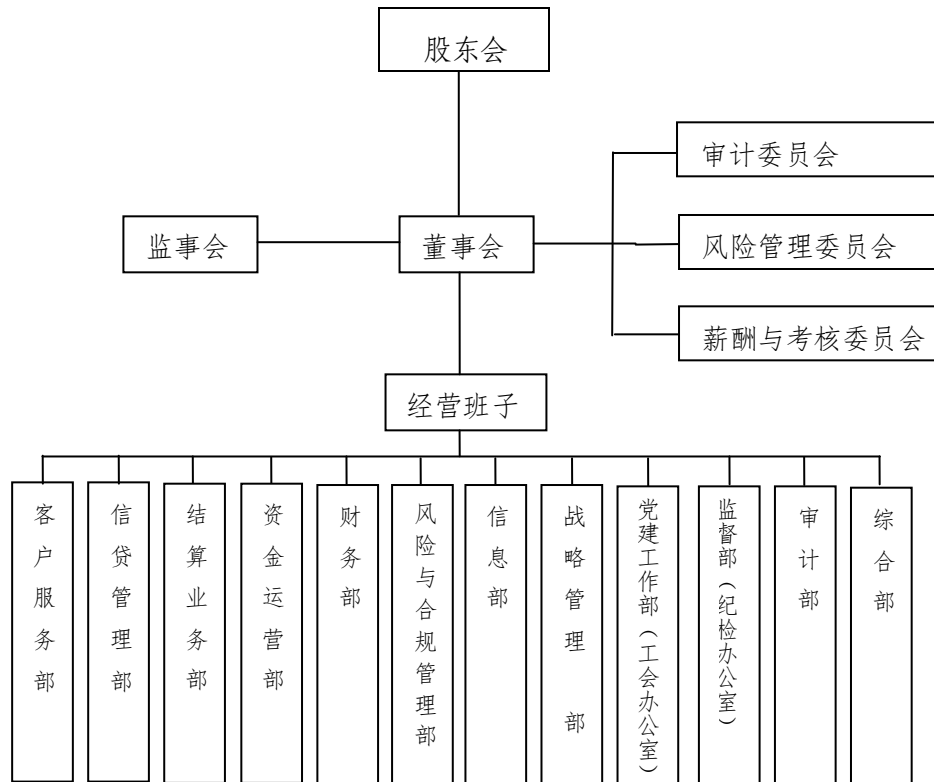 股东会
审计委员会
监事会
董事会
风险管理委员会
薪酬与考核委员会
经营班子
客户服务部
信贷管理部
结算业务部
资金运营部
财务部
风险与合规管理部
信息部
战略管理部
党建工作部（工会办公室）
监督部（纪检办公室）
审计部
综合部